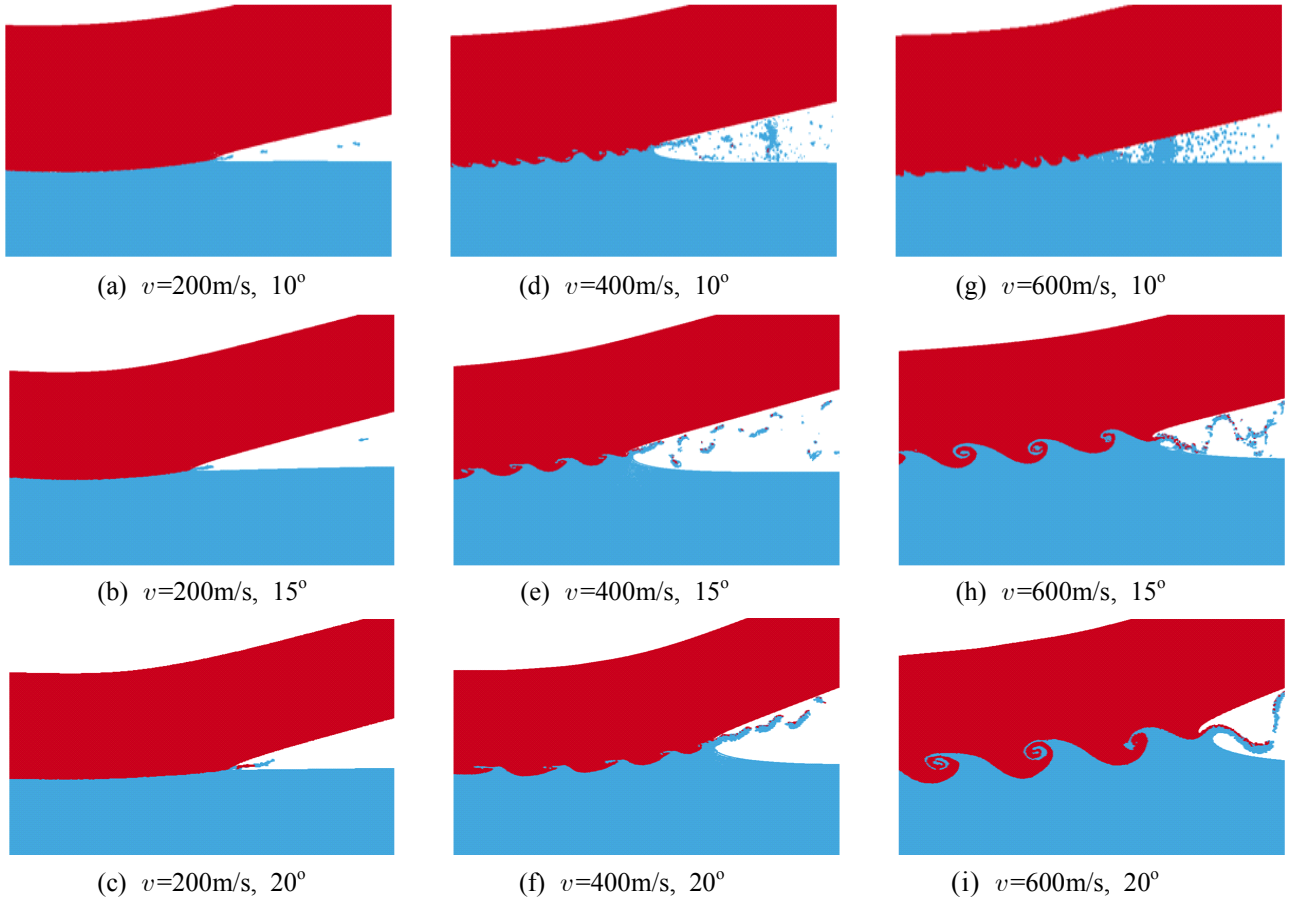 (a) v=200m/s, 10°
(d) v=400m/s, 10°
(g) v=600m/s, 10°
(b) v=200m/s, 15°
(e) v=400m/s, 15°
(h) v=600m/s, 15°
(c) v=200m/s, 20°
(f) v=400m/s, 20°
(i) v=600m/s, 20°